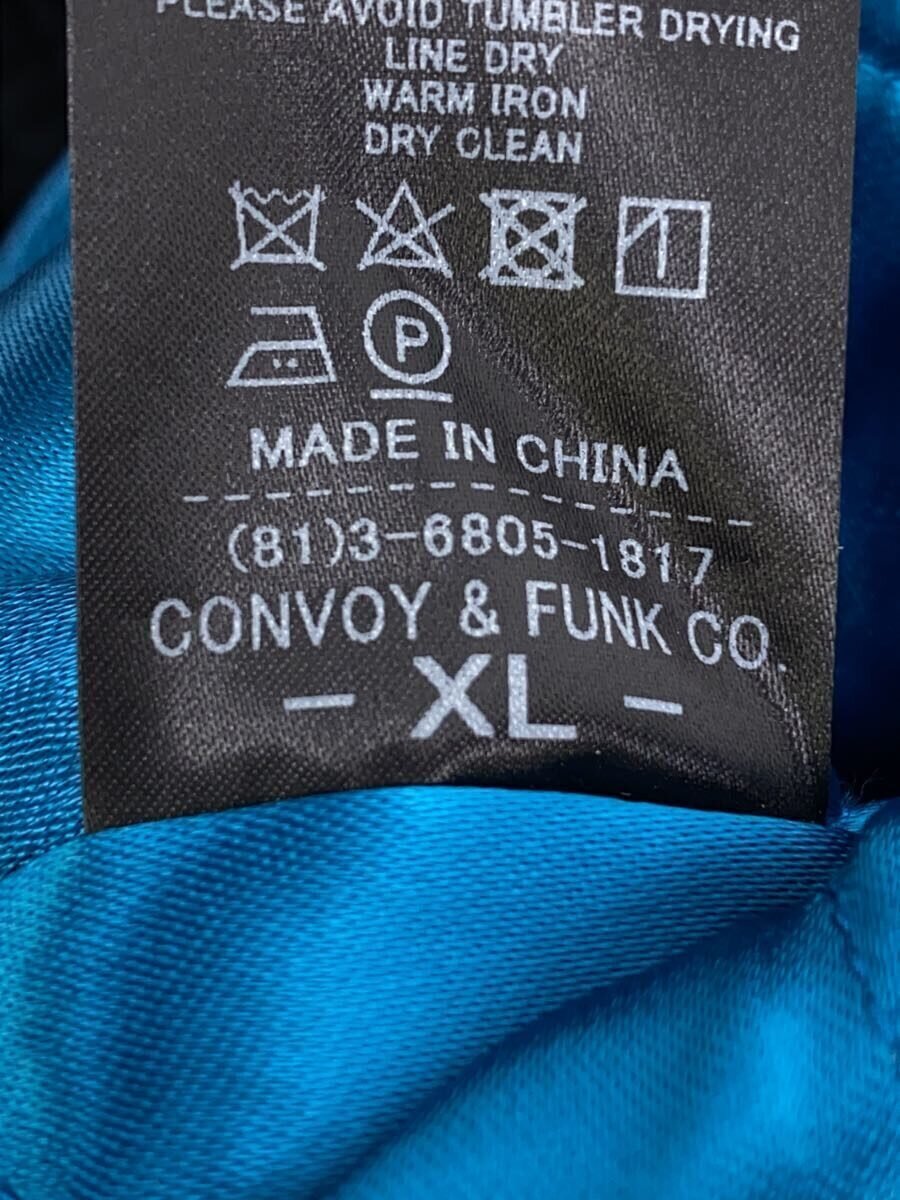 PLEASE AVOID TUMBLER DRYING
LINE DRY
WARM IRON
DRY CLEAN
P
MADE IN CHINA
(81)3-6805-1817
CONVOY & FUNK CO.
- XL -